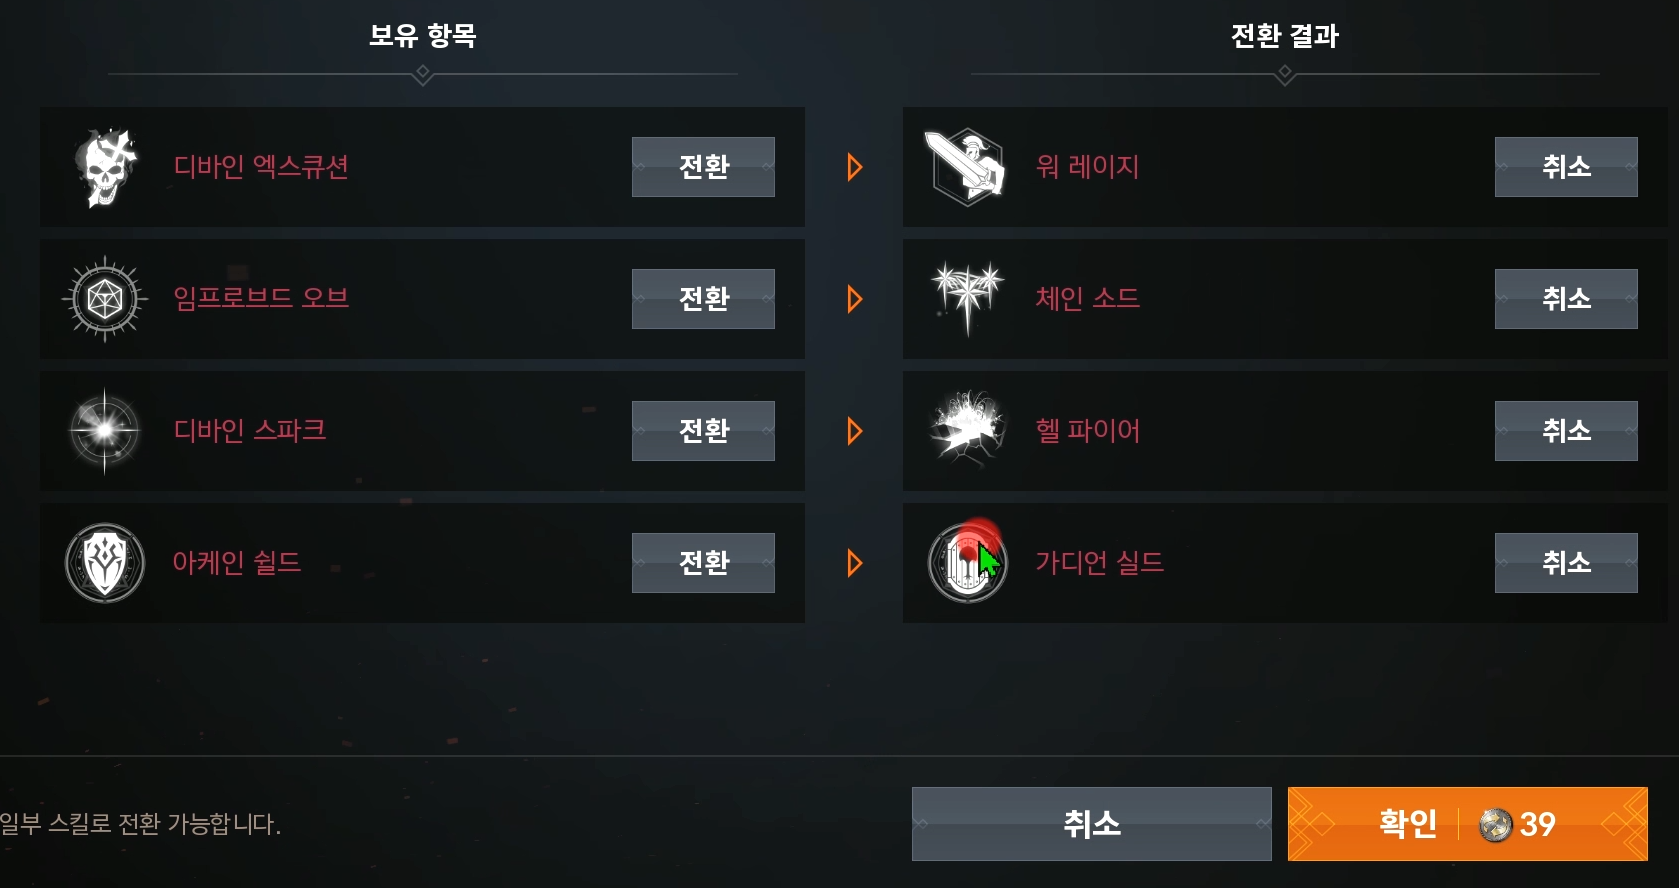 보유 항목
전환 결과
디바인 엑스큐션
전환
워 레이지
취소
임프로브드 오브
전환
체인 소드
취소
디바인 스파크
전환
헬 파이어
취소
아케인 쉴드
전환
가디언 실드
취소
일부 스킬로 전환 가능합니다.
취소
확인 39